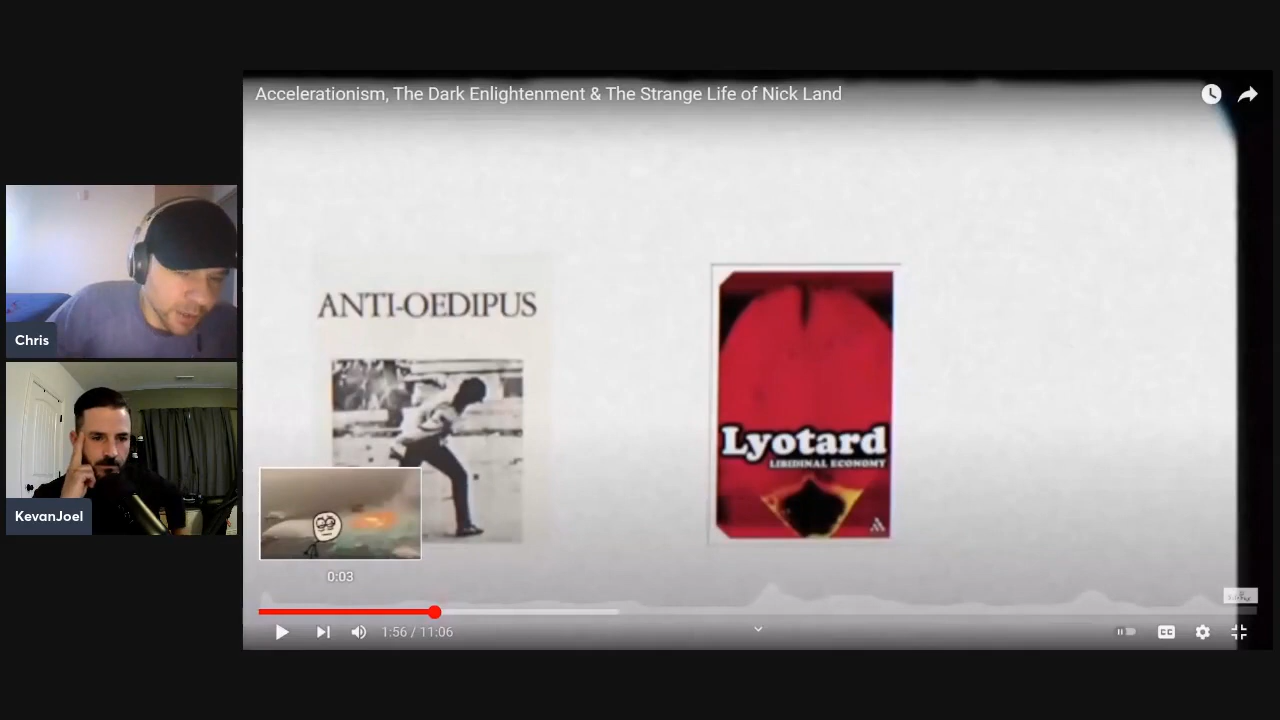 Accelerationism, The Dark Enlightenment & The Strange Life of Nick Land
ANTI-OEDIPUS
Lyotard
LIBIDINAL ECONOMY
Chris
KevanJoel
0:03
1:56 / 11:06
CC